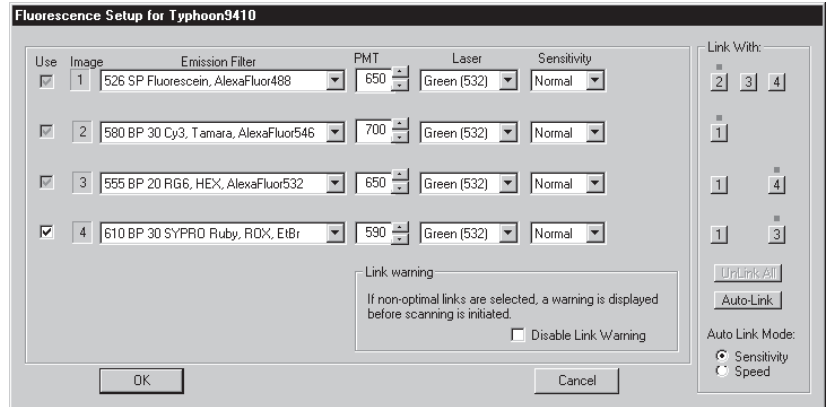 Fluorescence Setup for Typhoon9410
Use Image Emission Filter PMT Laser Sensitivity Link With:
1 526 SP Fluorescein, AlexaFluor488 650 Green (532) Normal 2 3 4
2 580 BP 30 Cy3, Tamara, AlexaFluor546 700 Green (532) Normal 1
3 555 BP 20 RG6, HEX, AlexaFluor532 650 Green (532) Normal 1 4
4 610 BP 30 SYPRO Ruby, ROX, EtBr 590 Green (532) Normal 1 3
Link warning
If non-optimal links are selected, a warning is displayed
before scanning is initiated.
Disable Link Warning
UnLink All
Auto-Link
Auto Link Mode:
Sensitivity
Speed
OK Cancel